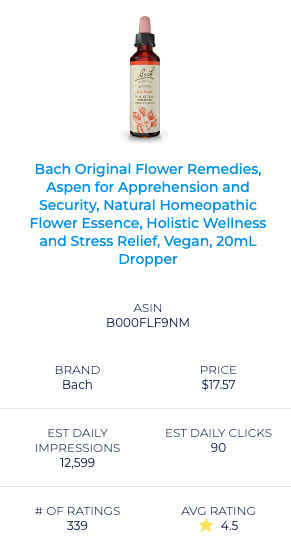 Bach
Bach Original Flower Remedies,
Aspen for Apprehension and
Security, Natural Homeopathic
Flower Essence, Holistic Wellness
and Stress Relief, Vegan, 20mL
Dropper
ASIN
B000FLF9NM
BRAND
Bach
PRICE
$17.57
EST DAILY
IMPRESSIONS
12,599
EST DAILY CLICKS
90
# OF RATINGS
339
AVG RATING
4.5